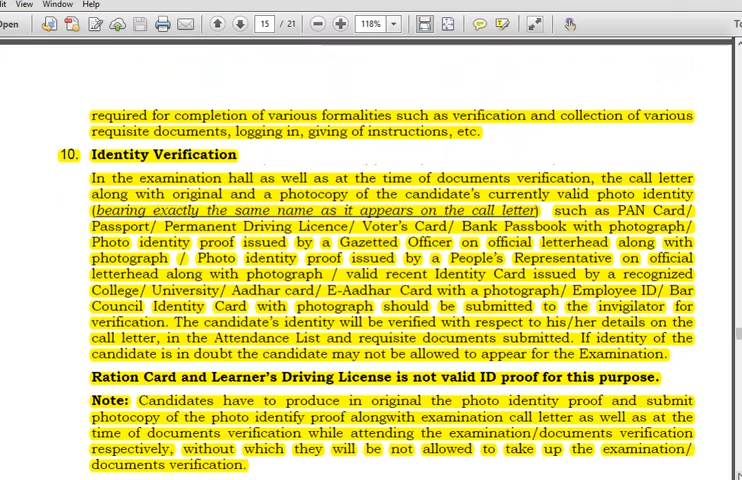 dit View Window Help
Open 15 / 21 118%
required for completion of various formalities such as verification and collection of various
requisite documents, logging in, giving of instructions, etc.
10. Identity Verification
In the examination hall as well as at the time of documents verification, the call letter
along with original and a photocopy of the candidate's currently valid photo identity
(bearing exactly the same name as it appears on the call letter) such as PAN Card/
Passport/ Permanent Driving Licence/ Voter's Card/ Bank Passbook with photograph/
Photo identity proof issued by a Gazetted Officer on official letterhead along with
photograph / Photo identity proof issued by a People's Representative on official
letterhead along with photograph / valid recent Identity Card issued by a recognized
College/ University/ Aadhar card/ E-Aadhar Card with a photograph/ Employee ID/ Bar
Council Identity Card with photograph should be submitted to the invigilator for
verification. The candidate's identity will be verified with respect to his/her details on the
call letter, in the Attendance List and requisite documents submitted. If identity of the
candidate is in doubt the candidate may not be allowed to appear for the Examination.
Ration Card and Learner's Driving License is not valid ID proof for this purpose.
Note: Candidates have to produce in original the photo identity proof and submit
photocopy of the photo identify proof alongwith examination call letter as well as at the
time of documents verification while attending the examination/documents verification
respectively, without which they will be not allowed to take up the examination/
documents verification.